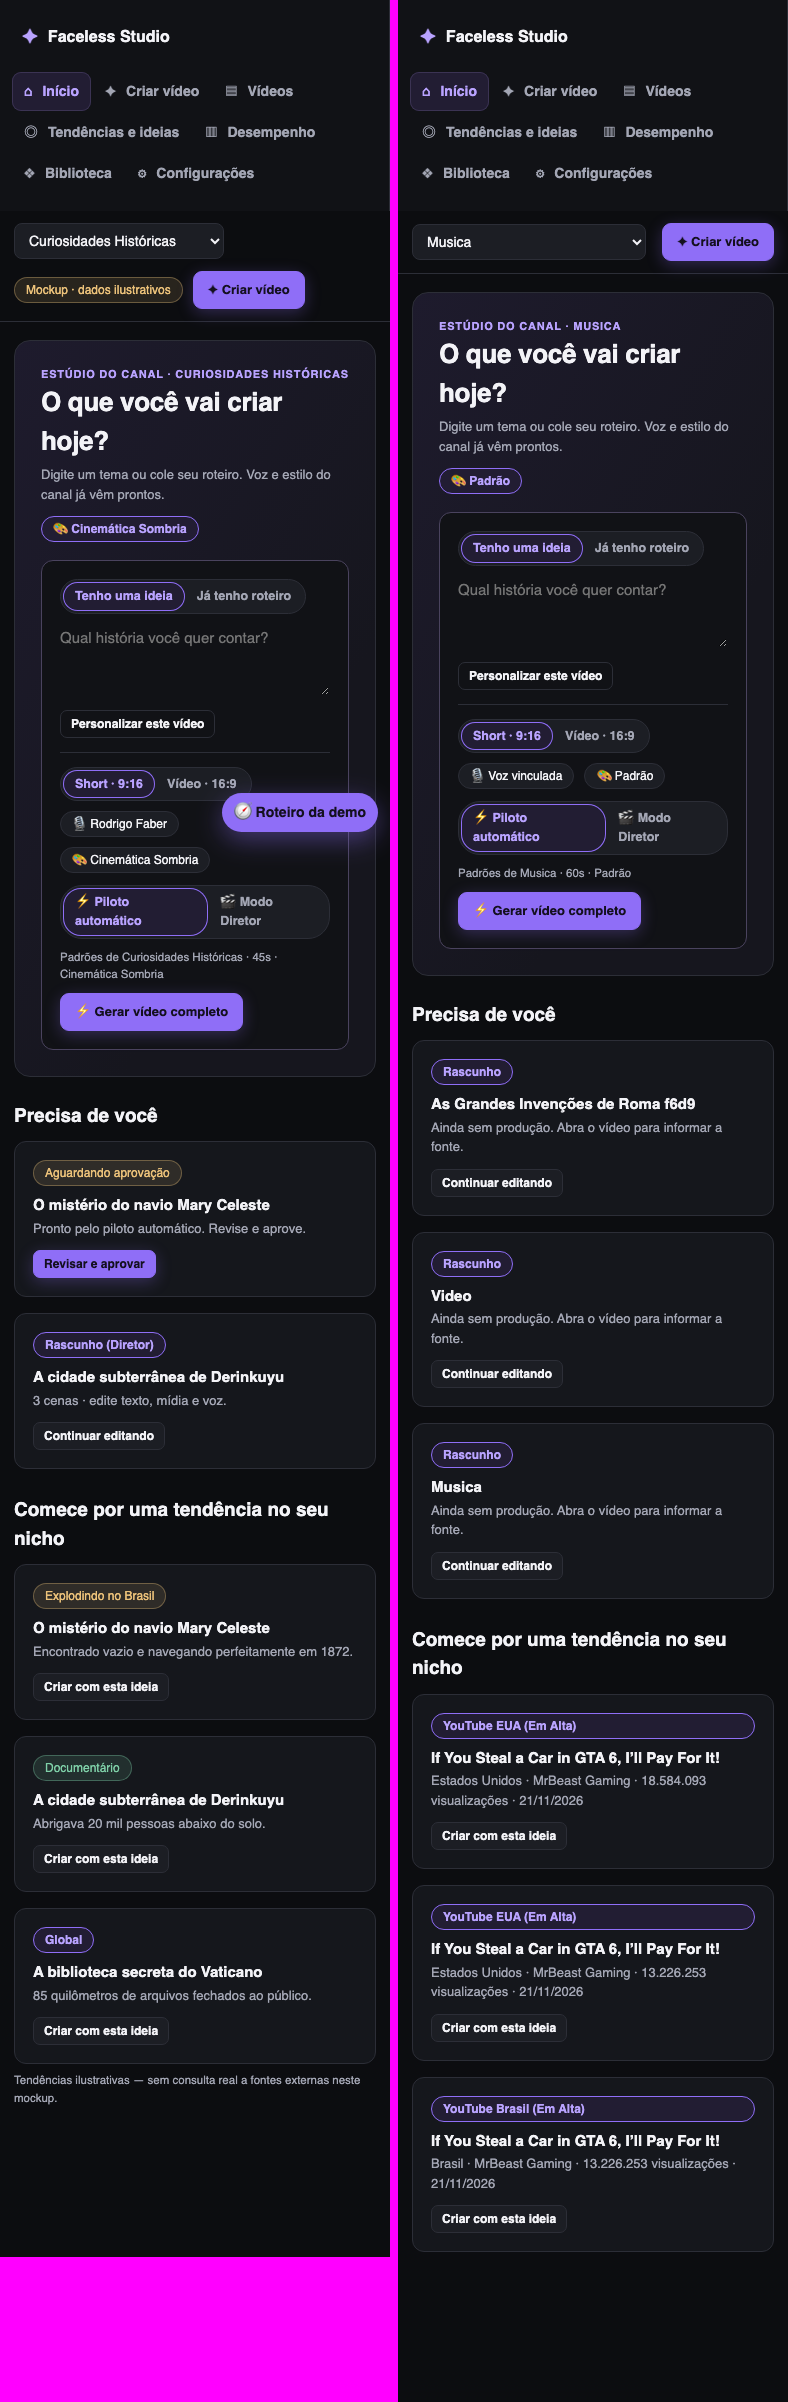 Faceless Studio
Início
Criar vídeo
Vídeos
Tendências e ideias
Desempenho
Biblioteca
Configurações
Curiosidades Históricas
Mockup · dados ilustrativos
✦ Criar vídeo
ESTÚDIO DO CANAL · CURIOSIDADES HISTÓRICAS
O que você vai criar
hoje?
Digite um tema ou cole seu roteiro. Voz e estilo do
canal já vêm prontos.
🎨 Cinemática Sombria
Tenho uma ideia
Já tenho roteiro
Qual história você quer contar?
Personalizar este vídeo
Short · 9:16
Vídeo · 16:9
🧭 Roteiro da demo
🎙 Rodrigo Faber
🎨 Cinemática Sombria
⚡ Piloto
automático
🎬 Modo
Diretor
Padrões de Curiosidades Históricas · 45s ·
Cinemática Sombria
⚡ Gerar vídeo completo
Precisa de você
Aguardando aprovação
O mistério do navio Mary Celeste
Pronto pelo piloto automático. Revise e aprove.
Revisar e aprovar
Rascunho (Diretor)
A cidade subterrânea de Derinkuyu
3 cenas · edite texto, mídia e voz.
Continuar editando
Comece por uma tendência no seu
nicho
Explodindo no Brasil
O mistério do navio Mary Celeste
Encontrado vazio e navegando perfeitamente em 1872.
Criar com esta ideia
Documentário
A cidade subterrânea de Derinkuyu
Abrigava 20 mil pessoas abaixo do solo.
Criar com esta ideia
Global
A biblioteca secreta do Vaticano
85 quilômetros de arquivos fechados ao público.
Criar com esta ideia
Tendências ilustrativas — sem consulta real a fontes externas neste
mockup.
Faceless Studio
Início
Criar vídeo
Vídeos
Tendências e ideias
Desempenho
Biblioteca
Configurações
Musica
✦ Criar vídeo
ESTÚDIO DO CANAL · MUSICA
O que você vai criar
hoje?
Digite um tema ou cole seu roteiro. Voz e estilo do
canal já vêm prontos.
🎨 Padrão
Tenho uma ideia
Já tenho roteiro
Qual história você quer contar?
Personalizar este vídeo
Short · 9:16
Vídeo · 16:9
🎙 Voz vinculada
🎨 Padrão
⚡ Piloto
automático
🎬 Modo
Diretor
Padrões de Musica · 60s · Padrão
⚡ Gerar vídeo completo
Precisa de você
Rascunho
As Grandes Invenções de Roma f6d9
Ainda sem produção. Abra o vídeo para informar a
fonte.
Continuar editando
Rascunho
Video
Ainda sem produção. Abra o vídeo para informar a
fonte.
Continuar editando
Rascunho
Musica
Ainda sem produção. Abra o vídeo para informar a
fonte.
Continuar editando
Comece por uma tendência no seu
nicho
YouTube EUA (Em Alta)
If You Steal a Car in GTA 6, I'll Pay For It!
Estados Unidos · MrBeast Gaming · 18.584.093
visualizações · 21/11/2026
Criar com esta ideia
YouTube EUA (Em Alta)
If You Steal a Car in GTA 6, I'll Pay For It!
Estados Unidos · MrBeast Gaming · 13.226.253
visualizações · 21/11/2026
Criar com esta ideia
YouTube Brasil (Em Alta)
If You Steal a Car in GTA 6, I'll Pay For It!
Brasil · MrBeast Gaming · 13.226.253 visualizações ·
21/11/2026
Criar com esta ideia